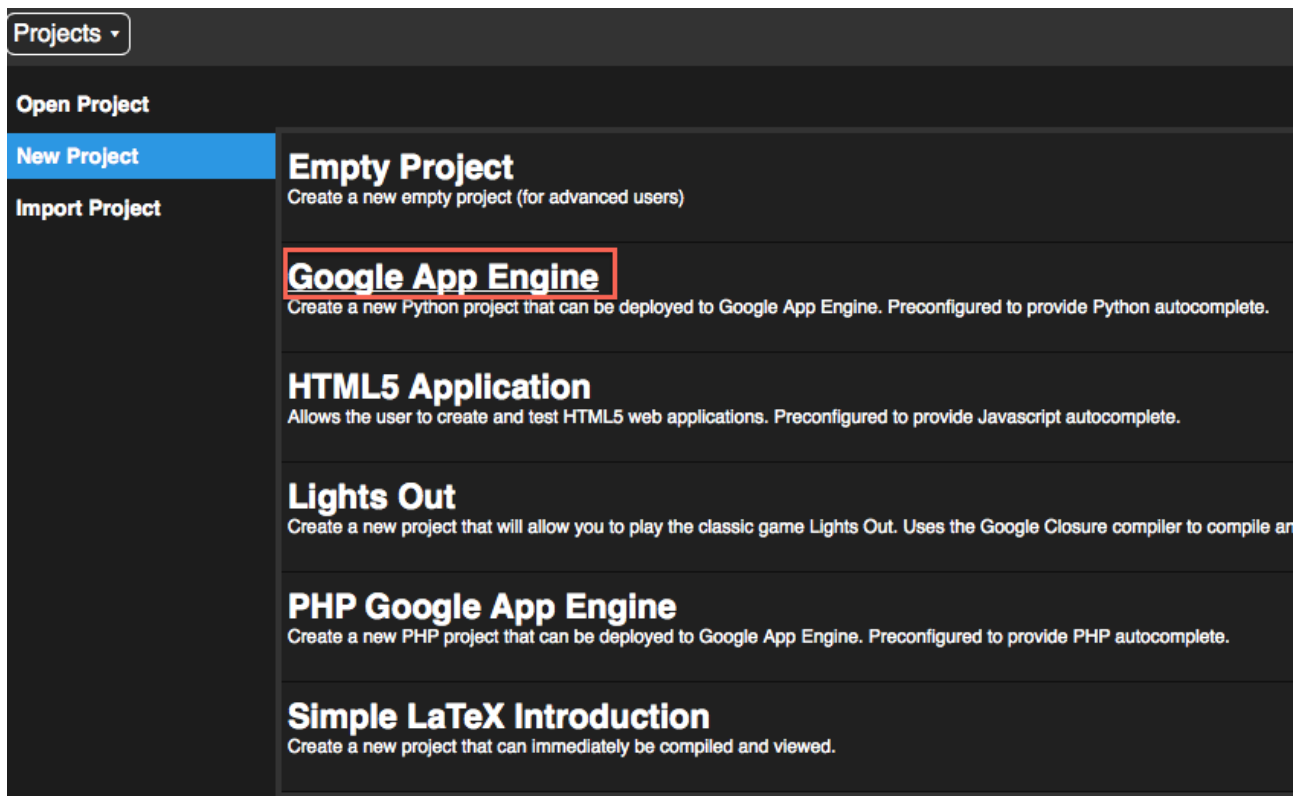 Projects
Open Project
New Project
Import Project
Empty Project
Create a new empty project (for advanced users)
Google App Engine
Create a new Python project that can be deployed to Google App Engine. Preconfigured to provide Python autocomplete.
HTML5 Application
Allows the user to create and test HTML5 web applications. Preconfigured to provide Javascript autocomplete.
Lights Out
Create a new project that will allow you to play the classic game Lights Out. Uses the Google Closure compiler to compile
PHP Google App Engine
Create a new PHP project that can be deployed to Google App Engine. Preconfigured to provide PHP autocomplete.
Simple LaTeX Introduction
Create a new project that can immediately be compiled and viewed.